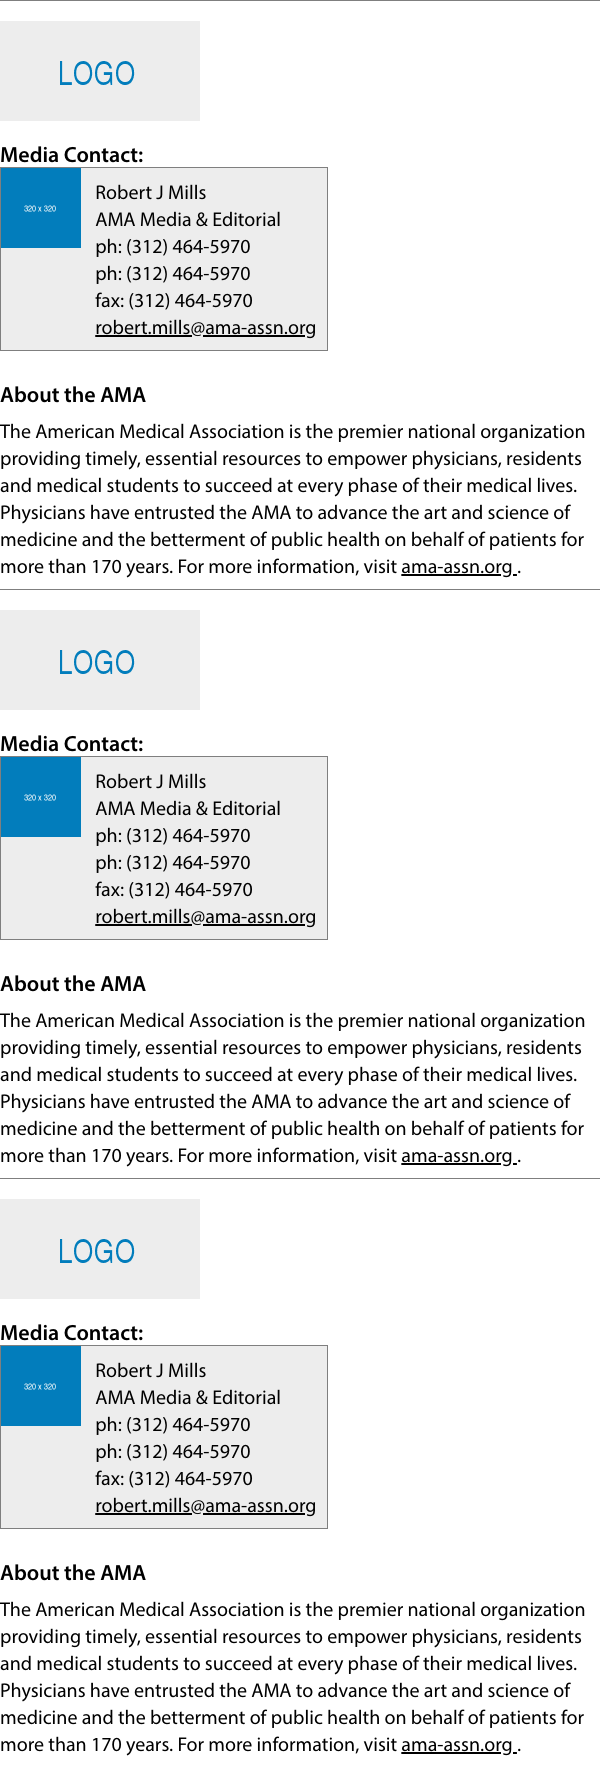 LOGO
Media Contact:
320 x 320
Robert J Mills
AMA Media & Editorial
ph: (312) 464-5970
ph: (312) 464-5970
fax: (312) 464-5970
robert.mills@ama-assn.org
About the AMA
The American Medical Association is the premier national organization
providing timely, essential resources to empower physicians, residents
and medical students to succeed at every phase of their medical lives.
Physicians have entrusted the AMA to advance the art and science of
medicine and the betterment of public health on behalf of patients for
more than 170 years. For more information, visit ama-assn.org .
LOGO
Media Contact:
320 x 320
Robert J Mills
AMA Media & Editorial
ph: (312) 464-5970
ph: (312) 464-5970
fax: (312) 464-5970
robert.mills@ama-assn.org
About the AMA
The American Medical Association is the premier national organization
providing timely, essential resources to empower physicians, residents
and medical students to succeed at every phase of their medical lives.
Physicians have entrusted the AMA to advance the art and science of
medicine and the betterment of public health on behalf of patients for
more than 170 years. For more information, visit ama-assn.org .
LOGO
Media Contact:
320 x 320
Robert J Mills
AMA Media & Editorial
ph: (312) 464-5970
ph: (312) 464-5970
fax: (312) 464-5970
robert.mills@ama-assn.org
About the AMA
The American Medical Association is the premier national organization
providing timely, essential resources to empower physicians, residents
and medical students to succeed at every phase of their medical lives.
Physicians have entrusted the AMA to advance the art and science of
medicine and the betterment of public health on behalf of patients for
more than 170 years. For more information, visit ama-assn.org .